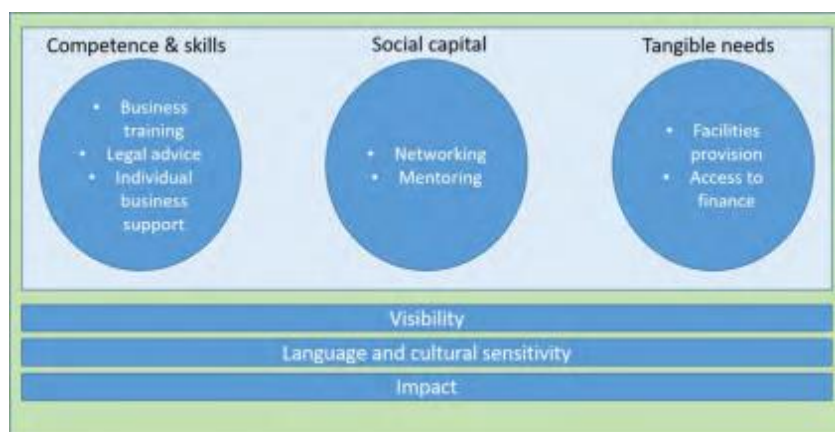 Competence & skills
• Business
training
• Legal advice
• Individual
business
support
Social capital
• Networking
• Mentoring
Tangible needs
• Facilities
provision
• Access to
finance
Visibility
Language and cultural sensitivity
Impact